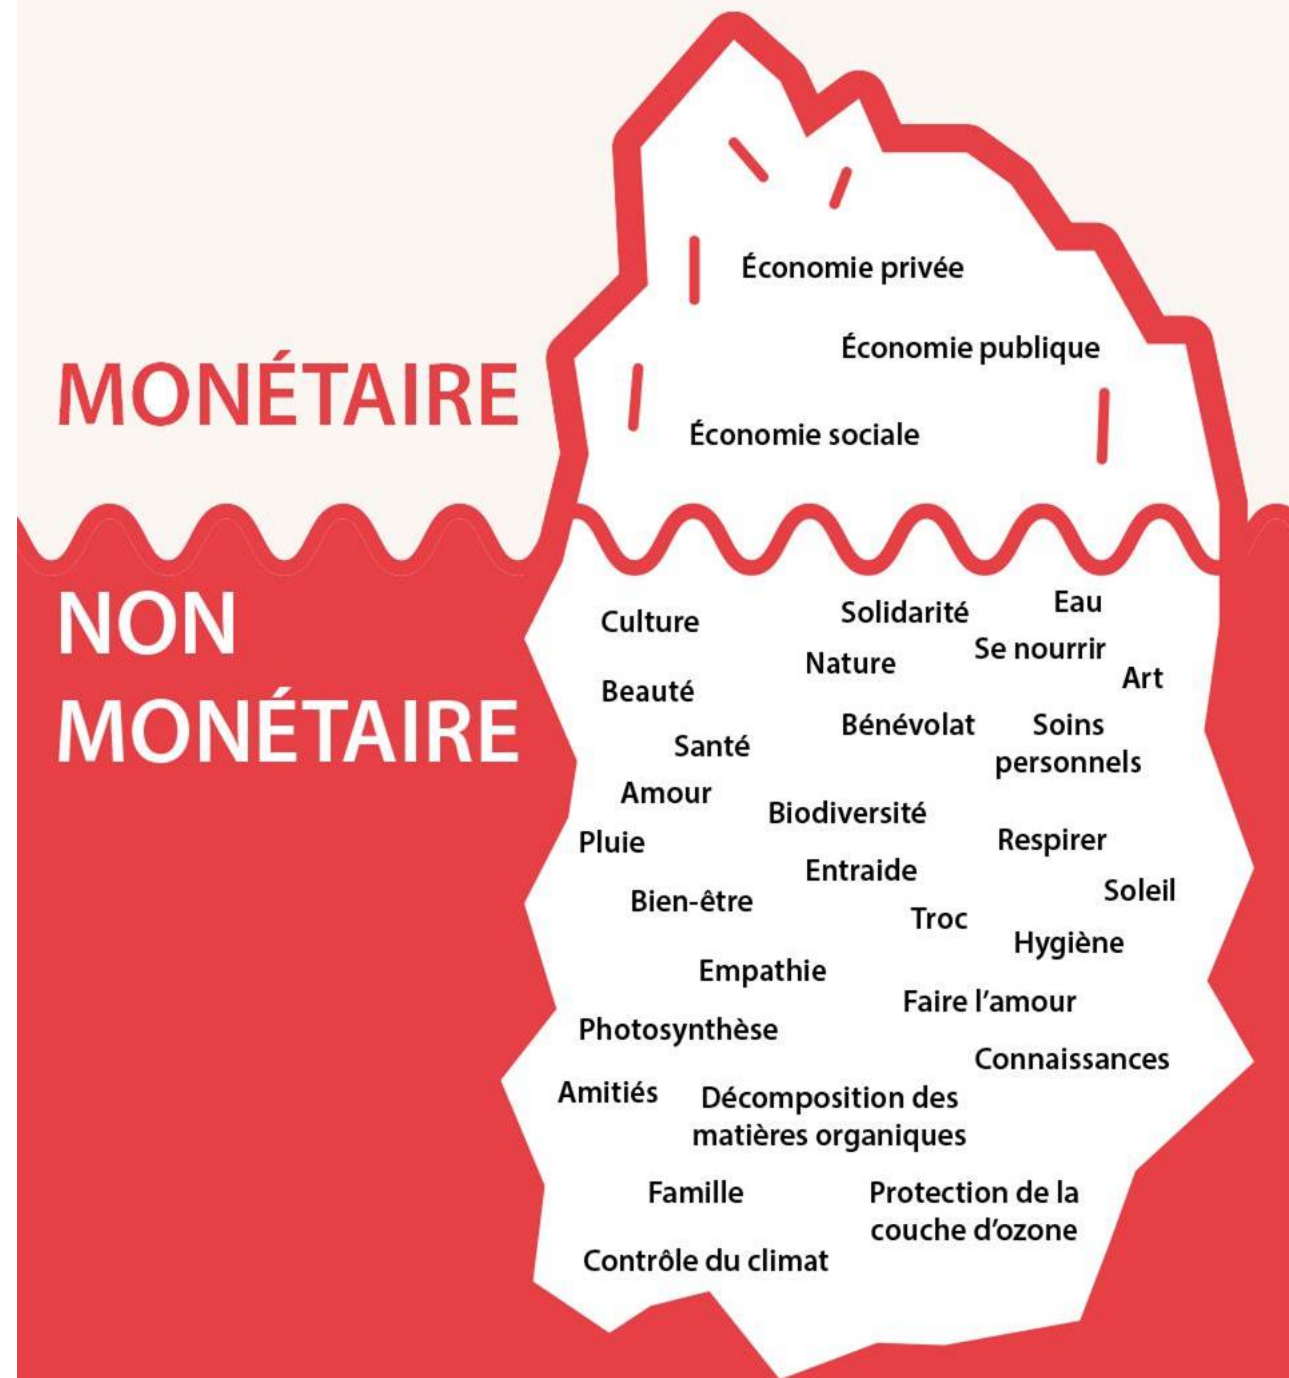 Économie privée
Économie publique
MONÉTAIRE
Économie sociale
NON
MONÉTAIRE
Culture
Solidarité
Eau
Nature
Se nourrir
Beauté
Art
Santé
Bénévolat
Soins
personnels
Amour
Biodiversité
Pluie
Respirer
Entraide
Bien-être
Soleil
Troc
Hygiène
Empathie
Faire l’amour
Photosynthèse
Connaissances
Amitiés
Décomposition des
matières organiques
Famille
Protection de la
couche d’ozone
Contrôle du climat